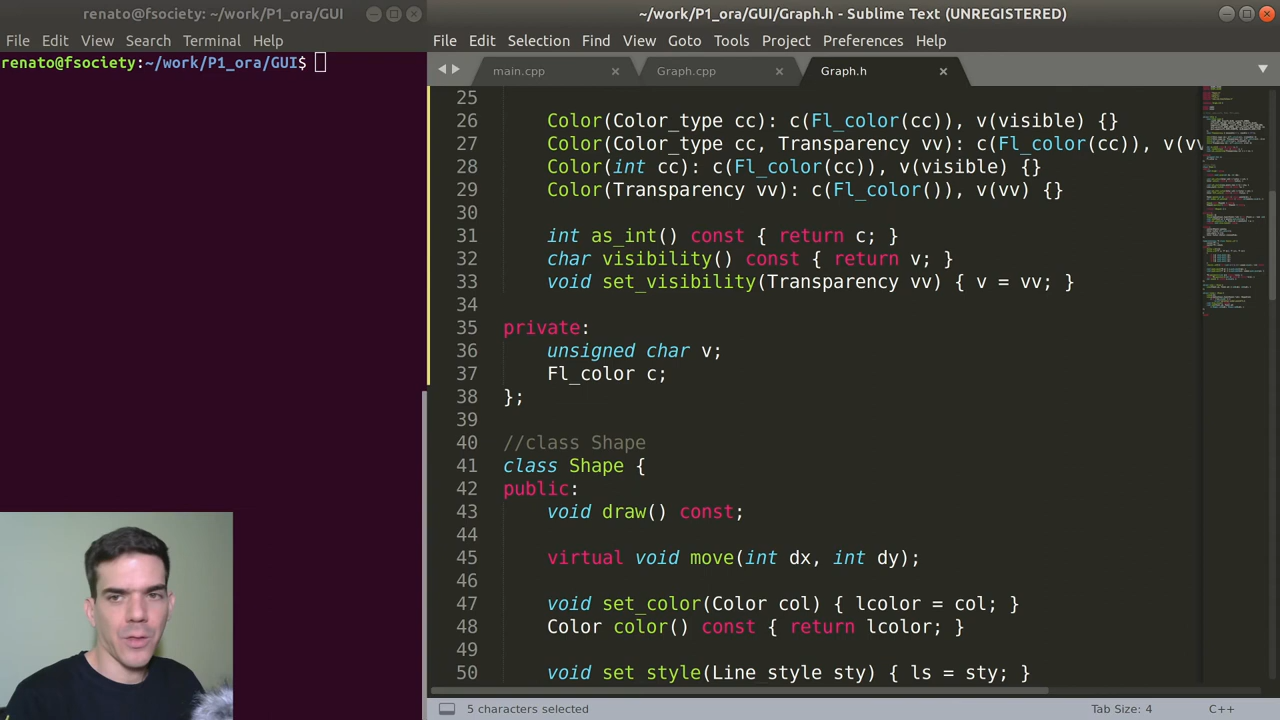 renato@fsociety: ~/work/P1_ora/GUI
File Edit View Search Terminal Help
renato@fsociety:~/work/P1_ora/GUI$
~/work/P1_ora/GUI/Graph.h - Sublime Text (UNREGISTERED)
File Edit Selection Find View Goto Tools Project Preferences Help
main.cpp Graph.cpp Graph.h
25
26 Color(Color_type cc): c(Fl_color(cc)), v(visible) {}
27 Color(Color_type cc, Transparency vv): c(Fl_color(cc)), v(vv
28 Color(int cc): c(Fl_color(cc)), v(visible) {}
29 Color(Transparency vv): c(Fl_color()), v(vv) {}
30
31 int as_int() const { return c; }
32 char visibility() const { return v; }
33 void set_visibility(Transparency vv) { v = vv; }
34
35 private:
36 unsigned char v;
37 Fl_color c;
38 };
39
40 //class Shape
41 class Shape {
42 public:
43 void draw() const;
44
45 virtual void move(int dx, int dy);
46
47 void set_color(Color col) { lcolor = col; }
48 Color color() const { return lcolor; }
49
50 void set_style(Line_style sty) { ls = sty; }
5 characters selected
Tab Size: 4
C++